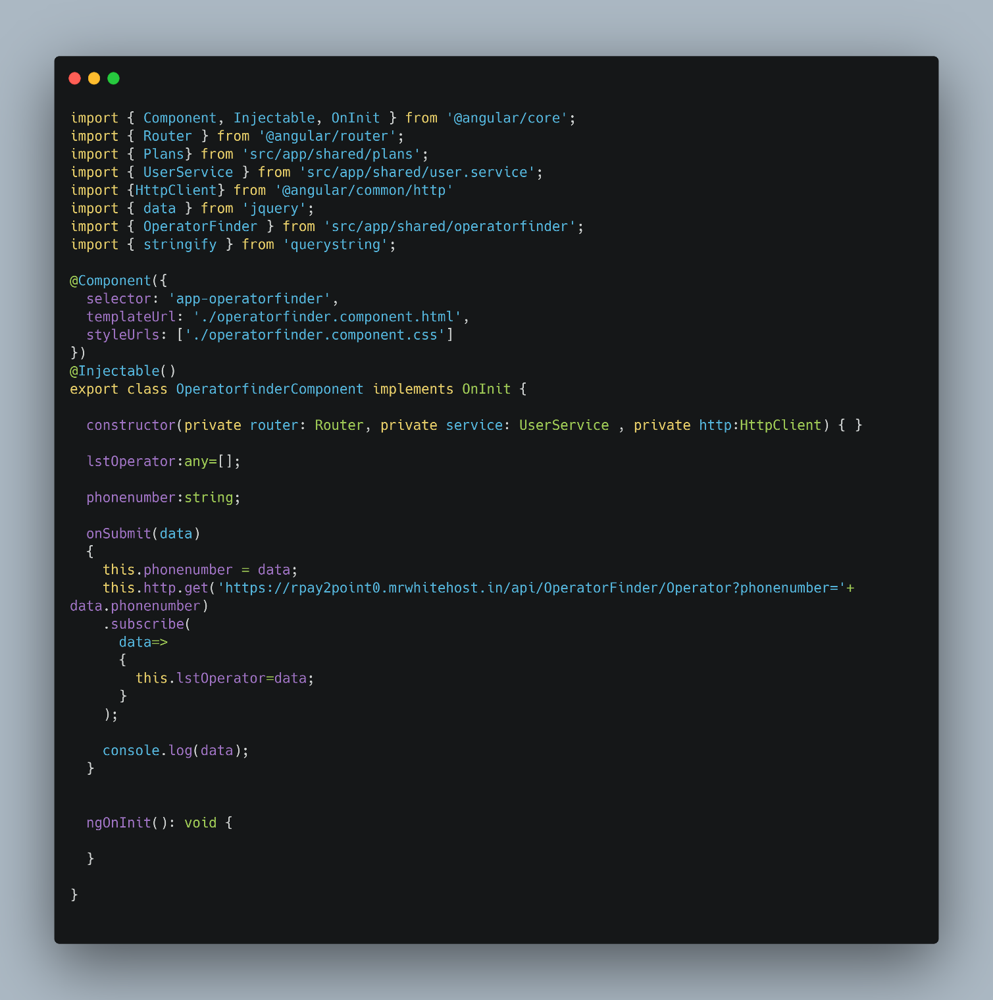 import { Component, Injectable, OnInit } from '@angular/core';
import { Router } from '@angular/router';
import { Plans} from 'src/app/shared/plans';
import { UserService } from 'src/app/shared/user.service';
import {HttpClient} from '@angular/common/http'
import { data } from 'jquery';
import { OperatorFinder } from 'src/app/shared/operatorfinder';
import { stringify } from 'querystring';

@Component({
  selector: 'app-operatorfinder',
  templateUrl: './operatorfinder.component.html',
  styleUrls: ['./operatorfinder.component.css']
})
@Injectable()
export class OperatorfinderComponent implements OnInit {

  constructor(private router: Router, private service: UserService , private http:HttpClient) { }

  lstOperator:any=[];

  phonenumber:string;

  onSubmit(data)
  {
    this.phonenumber = data;
    this.http.get('https://rpay2point0.mrwhitehost.in/api/OperatorFinder/Operator?phonenumber='+
data.phonenumber)
    .subscribe(
      data=>
      {
        this.lstOperator=data;
      }
    );

    console.log(data);
  }


  ngOnInit(): void {

  }

}